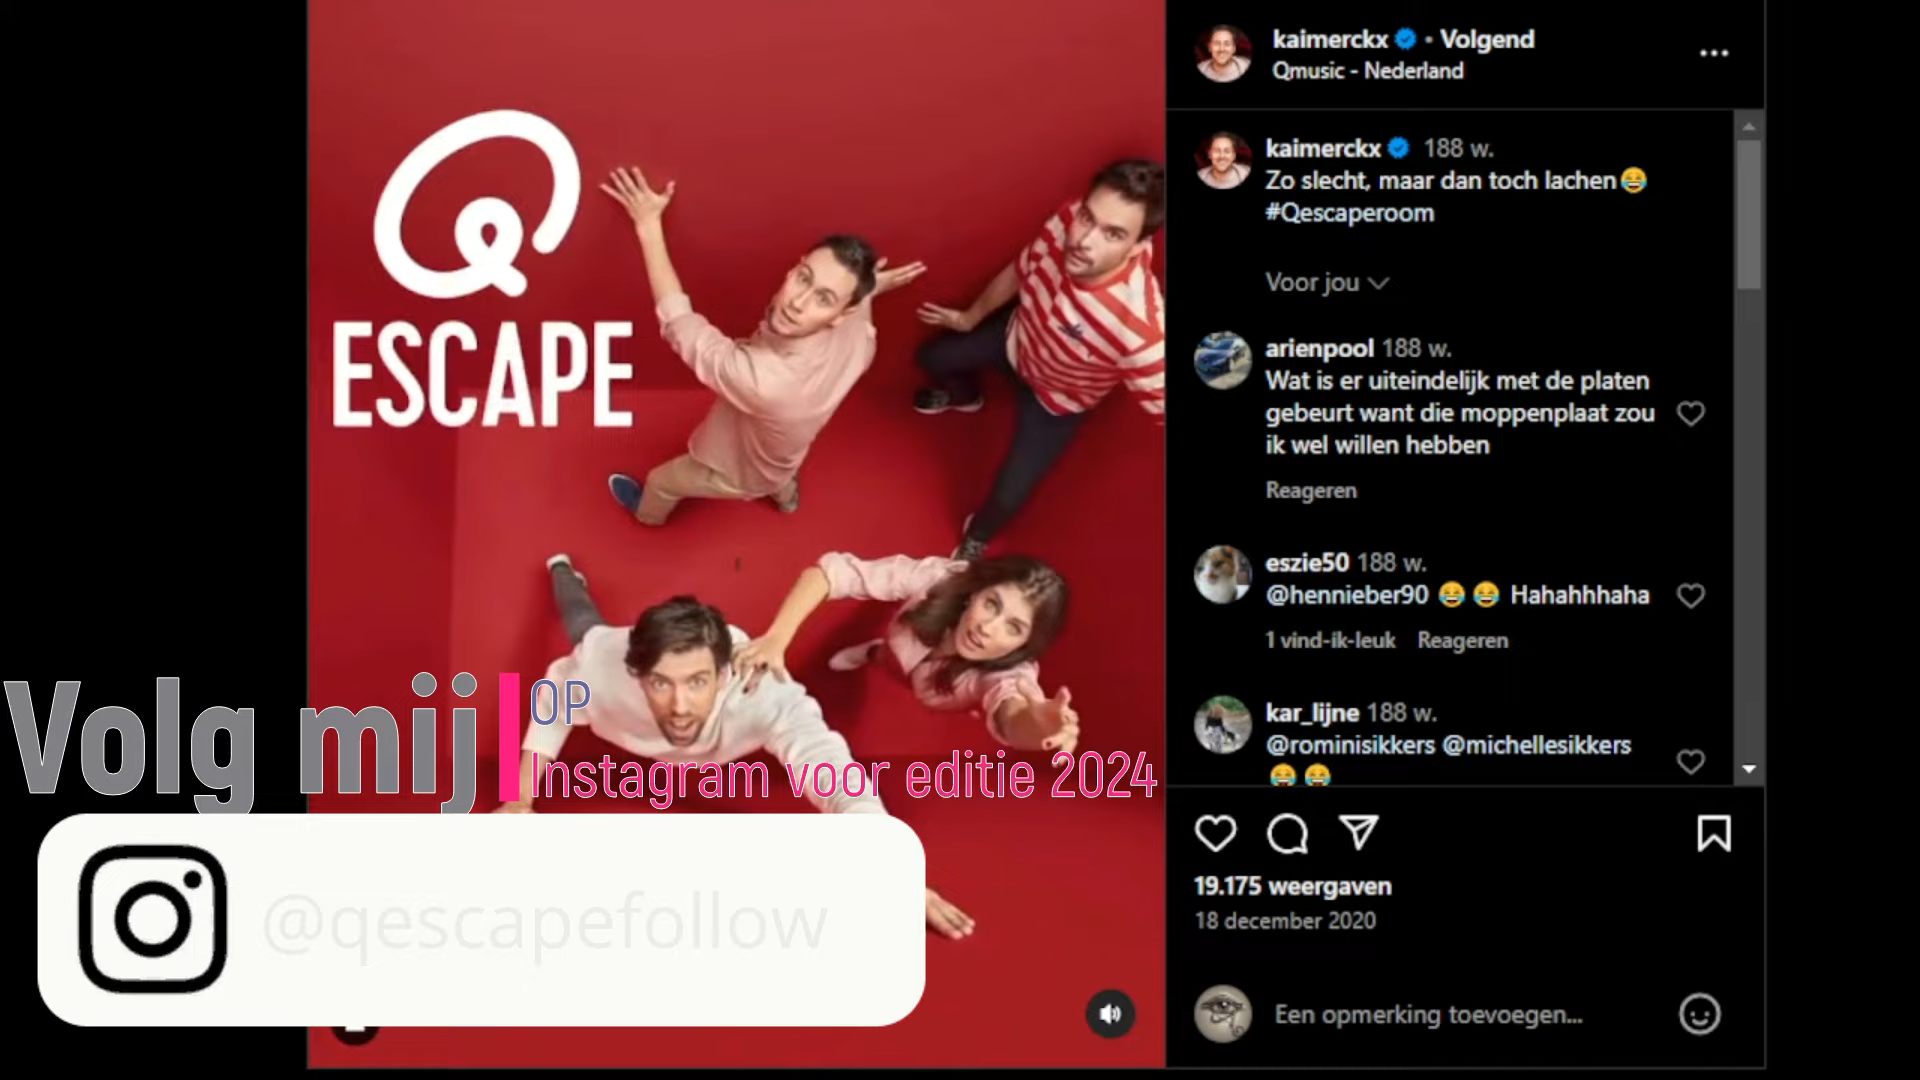 Q
ESCAPE
Volg mij
OP
Instagram voor editie 2024
@qescapefollow
kaimerckx • Volgend
Qmusic - Nederland
kaimerckx 188 w.
Zo slecht, maar dan toch lachen😂
#Qescaperoom
Voor jou
arienpool 188 w.
Wat is er uiteindelijk met de platen
gebeurt want die moppenplaat zou
ik wel willen hebben
Reageren
eszie50 188 w.
@hennieber90 😂 😂 Hahahhhaha
1 vind-ik-leuk Reageren
kar_lijne 188 w.
@rominisikkers @michellesikkers
😂 😂
19.175 weergaven
18 december 2020
Een opmerking toevoegen...